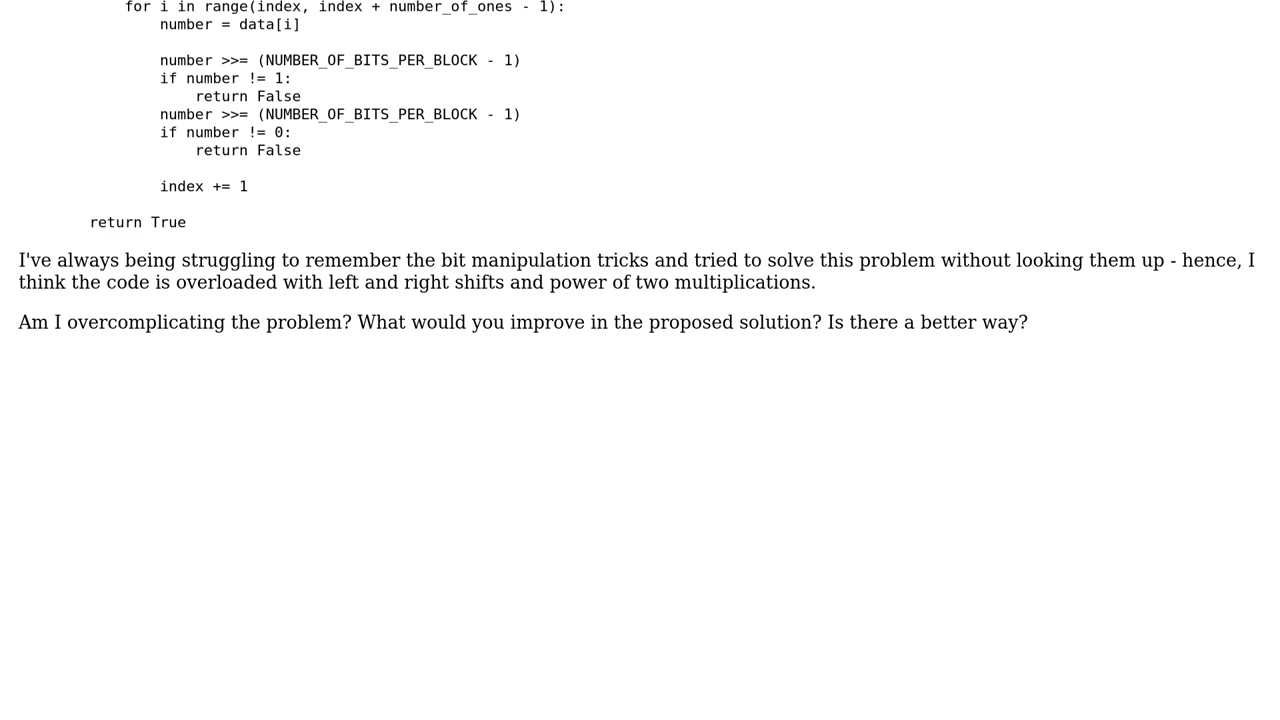 for i in range(index, index + number_of_ones - 1):
number = data[i]
number >>= (NUMBER_OF_BITS_PER_BLOCK - 1)
if number != 1:
return False
number >>= (NUMBER_OF_BITS_PER_BLOCK - 1)
if number != 0:
return False
index += 1
return True
I've always being struggling to remember the bit manipulation tricks and tried to solve this problem without looking them up - hence, I
think the code is overloaded with left and right shifts and power of two multiplications.
Am I overcomplicating the problem? What would you improve in the proposed solution? Is there a better way?